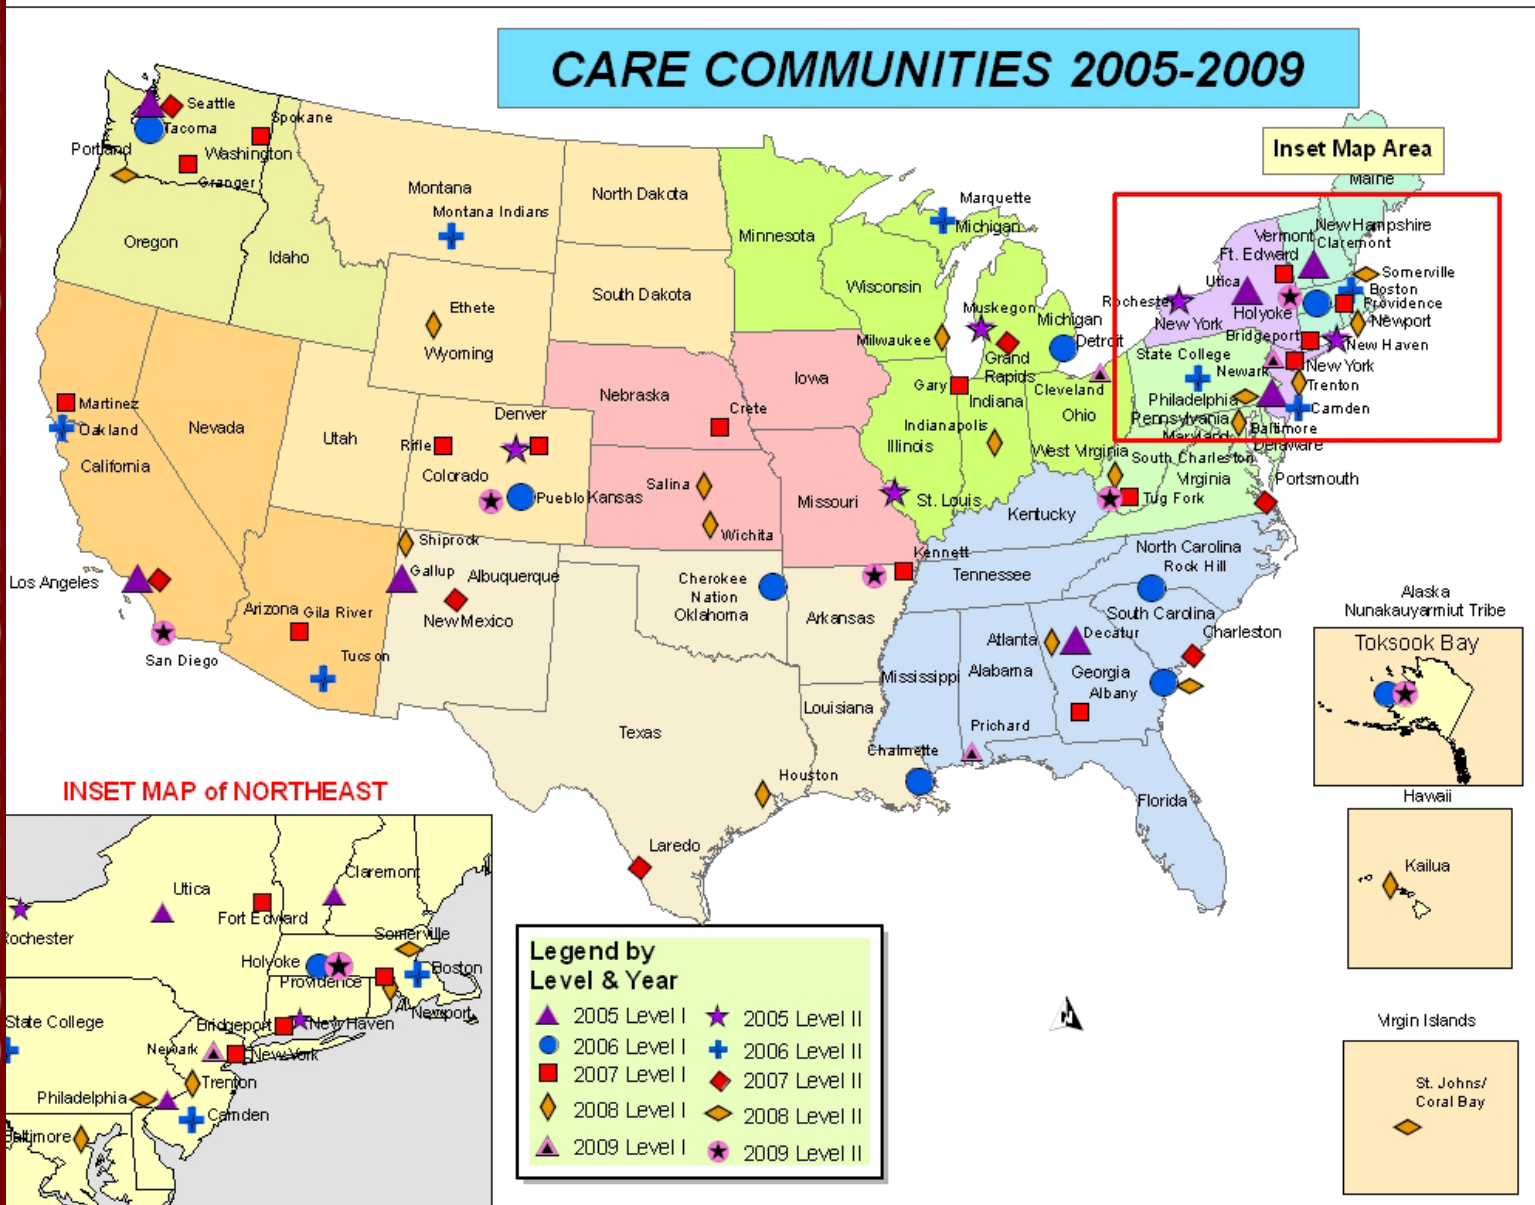 CARE COMMUNITIES 2005-2009
Inset Map Area
Seattle
Tacoma
Spokane
Portland
Washington
Granger
Oregon
Idaho
Montana
Montana Indians
North Dakota
South Dakota
Minnesota
Ethete
Wyoming
Marquette
Michigan
Wisconsin
Muskegon
Michigan
Milwaukee
Grand
Rapids
Detroit
Maine
New Hampshire
Vermont
Claremont
Ft. Edward
Utica
Somerville
Boston
Rochester
Providence
Holyoke
New York
Newport
Bridgeport
New Haven
State College
Newark
New York
Trenton
Philadelphia
Camden
Pennsylvania
Baltimore
Maryland
Delaware
Martinez
Oakland
California
Nevada
Utah
Denver
Rifle
Colorado
Pueblo
Nebraska
Crete
Iowa
Gary
Indiana
Cleveland
Ohio
Indianapolis
Illinois
West Virginia
South Charleston
Virginia
Portsmouth
Tug Fork
Kansas
Salina
Wichita
Missouri
St. Louis
Kentucky
Kennett
Los Angeles
San Diego
Arizona
Gila River
Tucson
Shiprock
Gallup
Albuquerque
New Mexico
Cherokee
Nation
Oklahoma
Arkansas
Tennessee
North Carolina
Rock Hill
South Carolina
Charleston
Atlanta
Decatur
Georgia
Albany
Mississippi
Alabama
Prichard
Louisiana
Chalmette
Texas
Houston
Laredo
Florida
Alaska
Nunakauyarmiut Tribe
Toksook Bay
Hawaii
Kailua
Virgin Islands
St. Johns/
Coral Bay
INSET MAP of NORTHEAST
Utica
Claremont
Fort Edward
Rochester
Somerville
Holyoke
Boston
Providence
Newport
State College
Bridgeport
New Haven
Newark
New York
Trenton
Philadelphia
Camden
Baltimore
Legend by
Level & Year
2005 Level I
2005 Level II
2006 Level I
2006 Level II
2007 Level I
2007 Level II
2008 Level I
2008 Level II
2009 Level I
2009 Level II